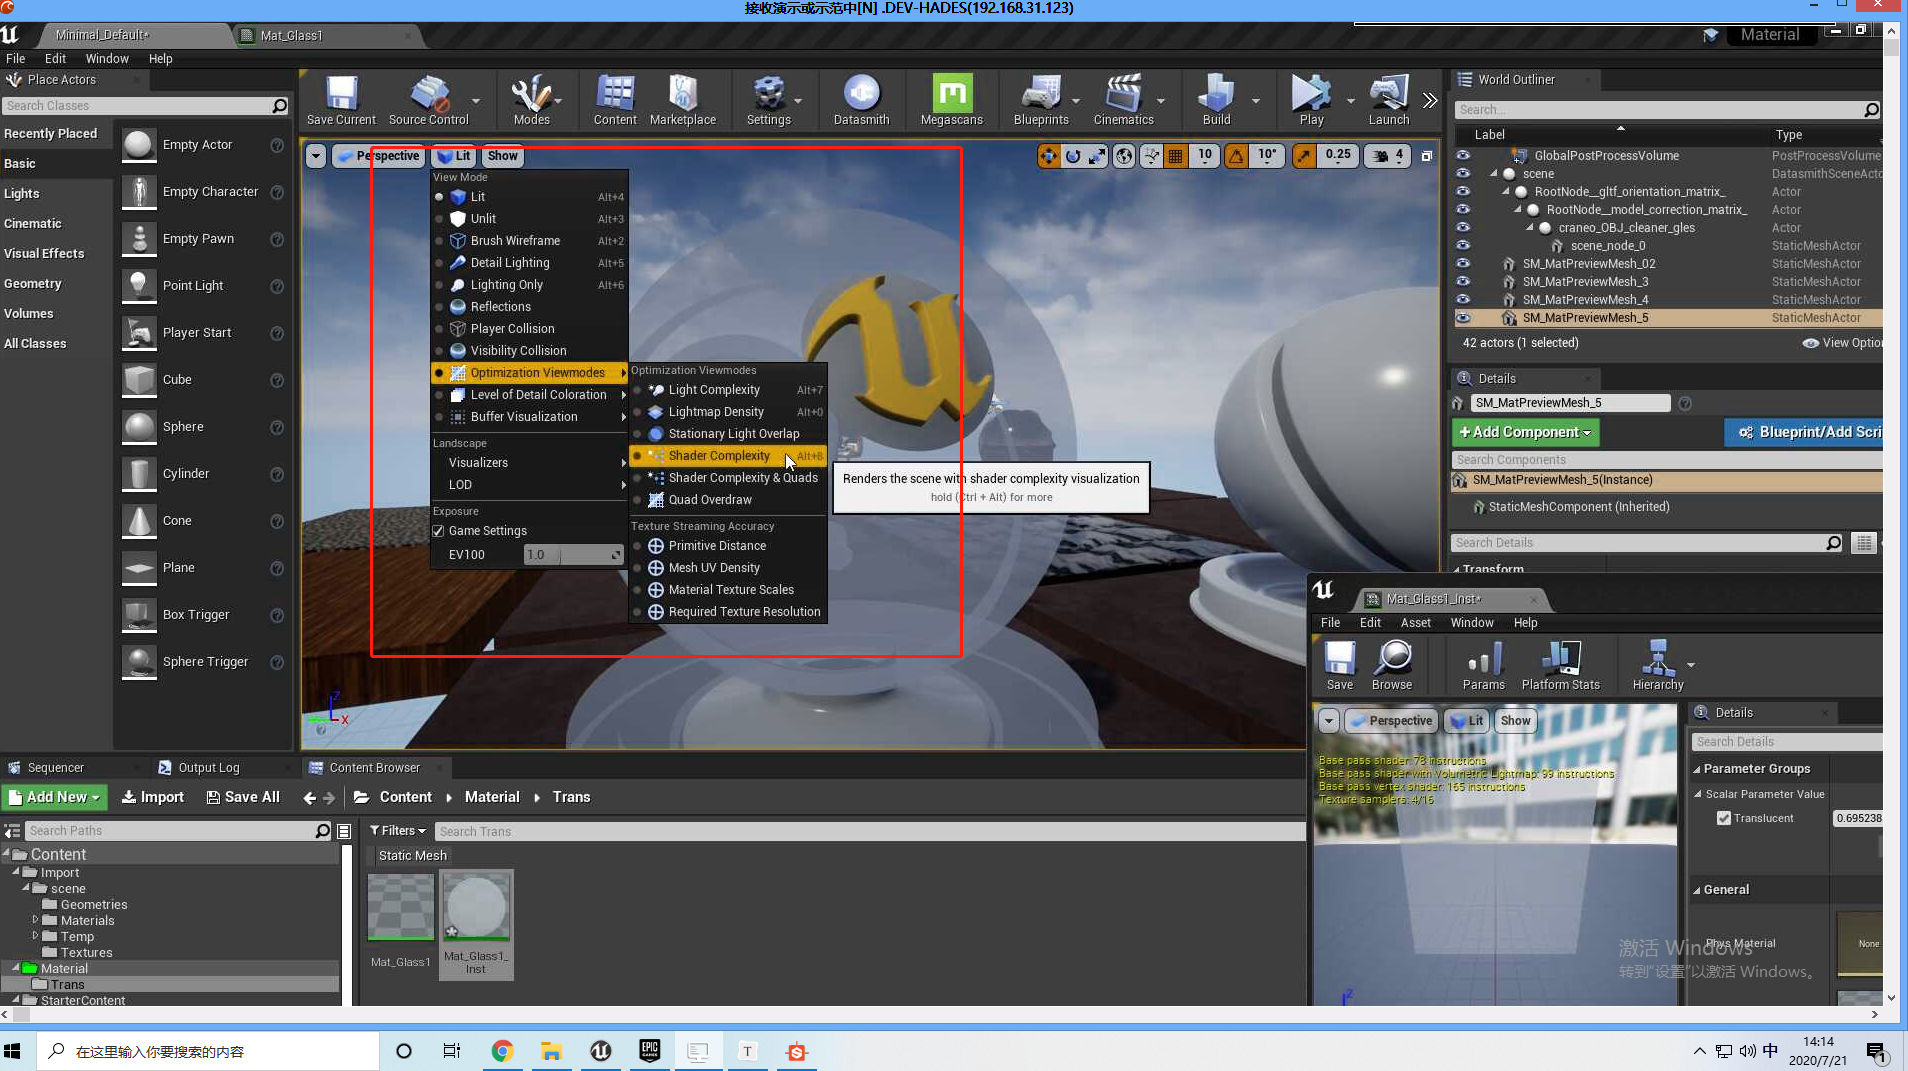 接收演示或示范中[N] .DEV-HADES(192.168.31.123)
Minimal_Default*
Mat_Glass1
Material
File Edit Window Help
Place Actors
Search Classes
Recently Placed
Basic
Lights
Cinematic
Visual Effects
Geometry
Volumes
All Classes
Empty Actor
Empty Character
Empty Pawn
Point Light
Player Start
Cube
Sphere
Cylinder
Cone
Plane
Box Trigger
Sphere Trigger
Save Current
Source Control
Modes
Content
Marketplace
Settings
Datasmith
Megascans
Blueprints
Cinematics
Build
Play
Launch
Perspective
Lit
Show
10
10°
0.25
4
View Mode
Lit Alt+4
Unlit Alt+3
Brush Wireframe Alt+2
Detail Lighting Alt+5
Lighting Only Alt+6
Reflections
Player Collision
Visibility Collision
Optimization Viewmodes
Level of Detail Coloration
Buffer Visualization
Landscape
Visualizers
LOD
Exposure
Game Settings
EV100 1.0
Optimization Viewmodes
Light Complexity Alt+7
Lightmap Density Alt+0
Stationary Light Overlap
Shader Complexity Alt+8
Shader Complexity & Quads
Quad Overdraw
Texture Streaming Accuracy
Primitive Distance
Mesh UV Density
Material Texture Scales
Required Texture Resolution
Renders the scene with shader complexity visualization
hold (Ctrl + Alt) for more
World Outliner
Search...
Label Type
GlobalPostProcessVolume PostProcessVolume
scene DatasmithSceneActo
RootNode__gltf_orientation_matrix_ Actor
RootNode__model_correction_matrix_ Actor
craneo_OBJ_cleaner_gles Actor
scene_node_0 StaticMeshActor
SM_MatPreviewMesh_02 StaticMeshActor
SM_MatPreviewMesh_3 StaticMeshActor
SM_MatPreviewMesh_4 StaticMeshActor
SM_MatPreviewMesh_5 StaticMeshActor
42 actors (1 selected)
View Optio
Details
SM_MatPreviewMesh_5
+Add Component
Blueprint/Add Scri
Search Components
SM_MatPreviewMesh_5(Instance)
StaticMeshComponent (Inherited)
Search Details
Transform
Mat_Glass1_Inst*
File Edit Asset Window Help
Save
Browse
Params
Platform Stats
Hierarchy
Perspective
Lit
Show
Base pass shader: 78 instructions
Base pass shader with Volumetric Lightmap: 99 instructions
Base pass vertex shader: 165 instructions
Texture samplers: 4/16
Details
Search Details
Parameter Groups
Scalar Parameter Value
Translucent 0.695238
General
Phys Material
None
激活 Windows
转到"设置"以激活 Windows。
Sequencer
Output Log
Content Browser
Add New
Import
Save All
Content
Material
Trans
Search Paths
Filters
Search Trans
Static Mesh
Content
Import
scene
Geometries
Materials
Temp
Textures
Material
Trans
StarterContent
Mat_Glass1
Mat_Glass1_
Inst
Z
X
Z
在这里输入你要搜索的内容
EPIC
GAMES
T
中
14:14
2020/7/21
1